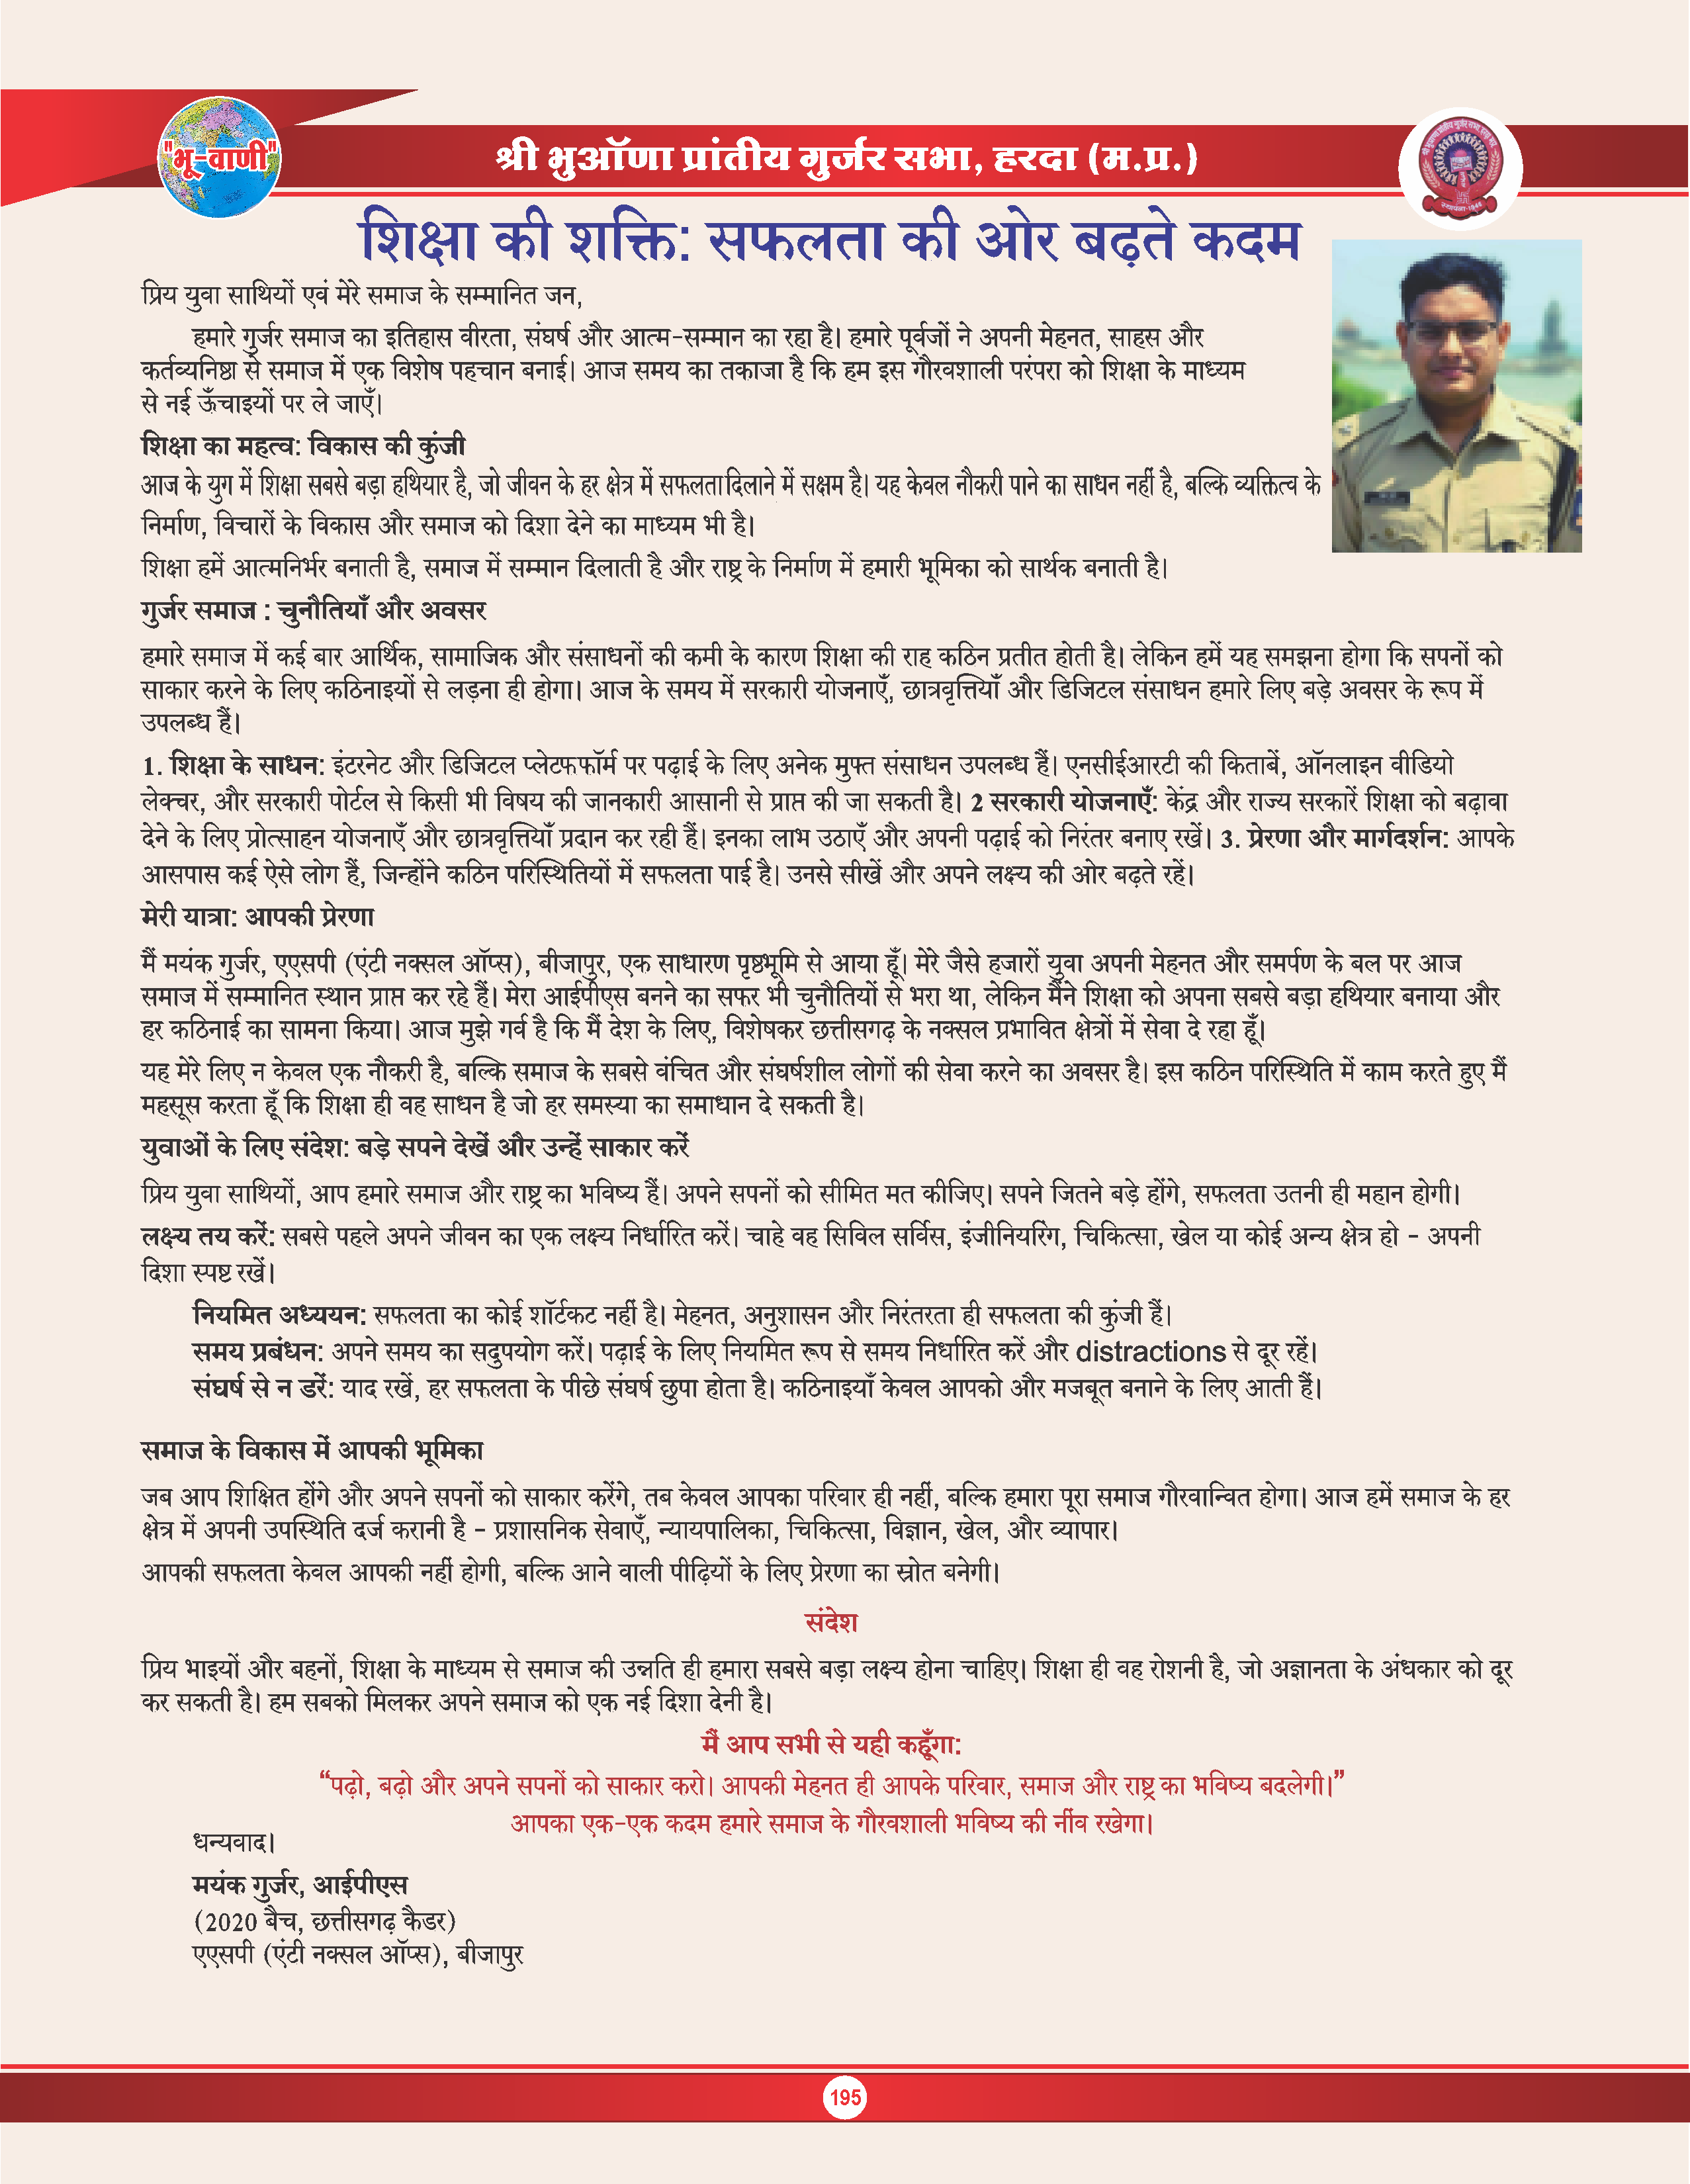 "भू-वाणी"
श्री भुआॅणा प्रांतीय गुर्जर सभा, हरदा (म.प्र.)
शिक्षा की शक्ति: सफलता की ओर बढ़ते कदम
प्रिय युवा साथियों एवं मेरे समाज के सम्मानित जन,
हमारे गुर्जर समाज का इतिहास वीरता, संघर्ष और आत्म-सम्मान का रहा है। हमारे पूर्वजों ने अपनी मेहनत, साहस और
कर्तव्यनिष्ठा से समाज में एक विशेष पहचान बनाई। आज समय का तकाजा है कि हम इस गौरवशाली परंपरा को शिक्षा के माध्यम
से नई ऊँचाइयों पर ले जाएँ।
शिक्षा का महत्व: विकास की कुंजी
आज के युग में शिक्षा सबसे बड़ा हथियार है, जो जीवन के हर क्षेत्र में सफलता दिलाने में सक्षम है। यह केवल नौकरी पाने का साधन नहीं है, बल्कि व्यक्तित्व के
निर्माण, विचारों के विकास और समाज को दिशा देने का माध्यम भी है।
शिक्षा हमें आत्मनिर्भर बनाती है, समाज में सम्मान दिलाती है और राष्ट्र के निर्माण में हमारी भूमिका को सार्थक बनाती है।
गुर्जर समाज : चुनौतियाँ और अवसर
हमारे समाज में कई बार आर्थिक, सामाजिक और संसाधनों की कमी के कारण शिक्षा की राह कठिन प्रतीत होती है। लेकिन हमें यह समझना होगा कि सपनों को
साकार करने के लिए कठिनाइयों से लड़ना ही होगा। आज के समय में सरकारी योजनाएँ, छात्रवृत्तियाँ और डिजिटल संसाधन हमारे लिए बड़े अवसर के रूप में
उपलब्ध हैं।
1. शिक्षा के साधन: इंटरनेट और डिजिटल प्लेटफफॉर्म पर पढ़ाई के लिए अनेक मुफ्त संसाधन उपलब्ध हैं। एनसीईआरटी की किताबें, ऑनलाइन वीडियो
लेक्चर, और सरकारी पोर्टल से किसी भी विषय की जानकारी आसानी से प्राप्त की जा सकती है। 2 सरकारी योजनाएँ: केंद्र और राज्य सरकारें शिक्षा को बढ़ावा
देने के लिए प्रोत्साहन योजनाएँ और छात्रवृत्तियाँ प्रदान कर रही हैं। इनका लाभ उठाएँ और अपनी पढ़ाई को निरंतर बनाए रखें। 3. प्रेरणा और मार्गदर्शन: आपके
आसपास कई ऐसे लोग हैं, जिन्होंने कठिन परिस्थितियों में सफलता पाई है। उनसे सीखें और अपने लक्ष्य की ओर बढ़ते रहें।
मेरी यात्रा: आपकी प्रेरणा
मैं मयंक गुर्जर, एएसपी (एंटी नक्सल ऑप्स), बीजापुर, एक साधारण पृष्ठभूमि से आया हूँ। मेरे जैसे हजारों युवा अपनी मेहनत और समर्पण के बल पर आज
समाज में सम्मानित स्थान प्राप्त कर रहे हैं। मेरा आईपीएस बनने का सफर भी चुनौतियों से भरा था, लेकिन मैंने शिक्षा को अपना सबसे बड़ा हथियार बनाया और
हर कठिनाई का सामना किया। आज मुझे गर्व है कि मैं देश के लिए, विशेषकर छत्तीसगढ़ के नक्सल प्रभावित क्षेत्रों में सेवा दे रहा हूँ।
यह मेरे लिए न केवल एक नौकरी है, बल्कि समाज के सबसे वंचित और संघर्षशील लोगों की सेवा करने का अवसर है। इस कठिन परिस्थिति में काम करते हुए मैं
महसूस करता हूँ कि शिक्षा ही वह साधन है जो हर समस्या का समाधान दे सकती है।
युवाओं के लिए संदेश: बड़े सपने देखें और उन्हें साकार करें
प्रिय युवा साथियों, आप हमारे समाज और राष्ट्र का भविष्य हैं। अपने सपनों को सीमित मत कीजिए। सपने जितने बड़े होंगे, सफलता उतनी ही महान होगी।
लक्ष्य तय करें: सबसे पहले अपने जीवन का एक लक्ष्य निर्धारित करें। चाहे वह सिविल सर्विस, इंजीनियरिंग, चिकित्सा, खेल या कोई अन्य क्षेत्र हो - अपनी
दिशा स्पष्ट रखें।
नियमित अध्ययन: सफलता का कोई शॉर्टकट नहीं है। मेहनत, अनुशासन और निरंतरता ही सफलता की कुंजी हैं।
समय प्रबंधन: अपने समय का सदुपयोग करें। पढ़ाई के लिए नियमित रूप से समय निर्धारित करें और distractions से दूर रहें।
संघर्ष से न डरें: याद रखें, हर सफलता के पीछे संघर्ष छुपा होता है। कठिनाइयाँ केवल आपको और मजबूत बनाने के लिए आती हैं।
समाज के विकास में आपकी भूमिका
जब आप शिक्षित होंगे और अपने सपनों को साकार करेंगे, तब केवल आपका परिवार ही नहीं, बल्कि हमारा पूरा समाज गौरवान्वित होगा। आज हमें समाज के हर
क्षेत्र में अपनी उपस्थिति दर्ज करानी है - प्रशासनिक सेवाएँ, न्यायपालिका, चिकित्सा, विज्ञान, खेल, और व्यापार।
आपकी सफलता केवल आपकी नहीं होगी, बल्कि आने वाली पीढ़ियों के लिए प्रेरणा का स्रोत बनेगी।
संदेश
प्रिय भाइयों और बहनों, शिक्षा के माध्यम से समाज की उन्नति ही हमारा सबसे बड़ा लक्ष्य होना चाहिए। शिक्षा ही वह रोशनी है, जो अज्ञानता के अंधकार को दूर
कर सकती है। हम सबको मिलकर अपने समाज को एक नई दिशा देनी है।
मैं आप सभी से यही कहूँगा:
“पढ़ो, बढ़ो और अपने सपनों को साकार करो। आपकी मेहनत ही आपके परिवार, समाज और राष्ट्र का भविष्य बदलेगी।”
आपका एक-एक कदम हमारे समाज के गौरवशाली भविष्य की नींव रखेगा।
धन्यवाद।
मयंक गुर्जर, आईपीएस
(2020 बैच, छत्तीसगढ़ कैडर)
एएसपी (एंटी नक्सल ऑप्स), बीजापुर
195